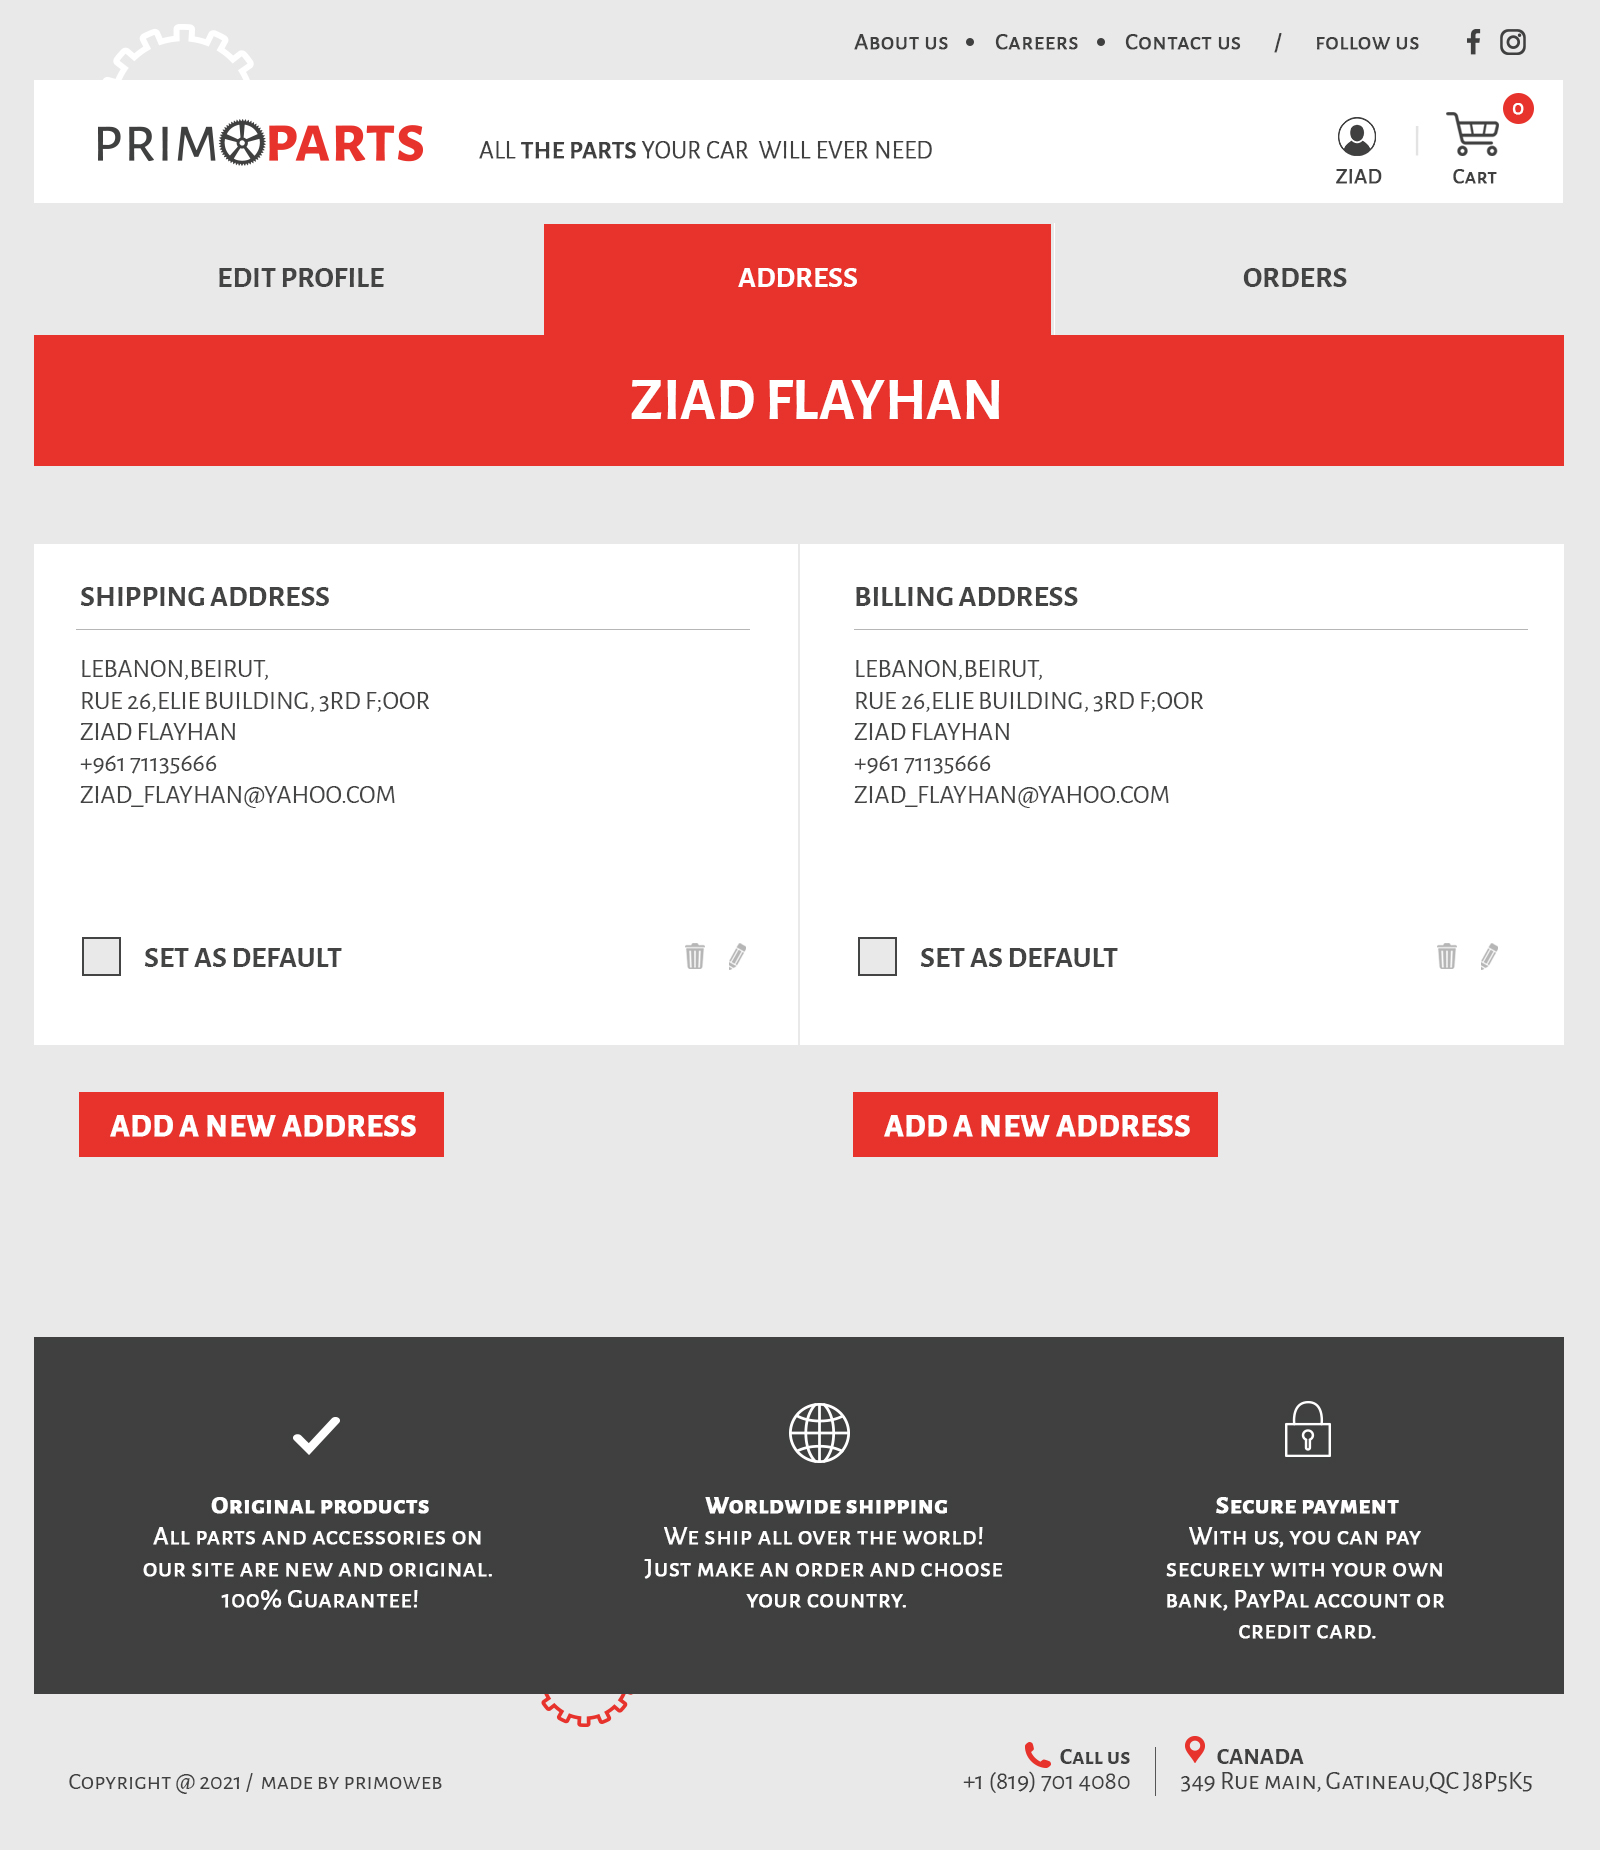 About us • Careers • Contact us / follow us
0
PRIMOPARTS
ALL THE PARTS YOUR CAR WILL EVER NEED
ZIAD
Cart
EDIT PROFILE
ADDRESS
ORDERS
ZIAD FLAYHAN
SHIPPING ADDRESS
LEBANON,BEIRUT,
RUE 26,ELIE BUILDING, 3RD F;OOR
ZIAD FLAYHAN
+961 71135666
ZIAD_FLAYHAN@YAHOO.COM
SET AS DEFAULT
BILLING ADDRESS
LEBANON,BEIRUT,
RUE 26,ELIE BUILDING, 3RD F;OOR
ZIAD FLAYHAN
+961 71135666
ZIAD_FLAYHAN@YAHOO.COM
SET AS DEFAULT
ADD A NEW ADDRESS
ADD A NEW ADDRESS
Original products
All parts and accessories on
our site are new and original.
100% Guarantee!
Worldwide shipping
We ship all over the world!
Just make an order and choose
your country.
Secure payment
With us, you can pay
securely with your own
bank, PayPal account or
credit card.
Copyright @ 2021 / made by primoweb
Call us
+1 (819) 701 4080
CANADA
349 Rue main, Gatineau,QC J8P5K5